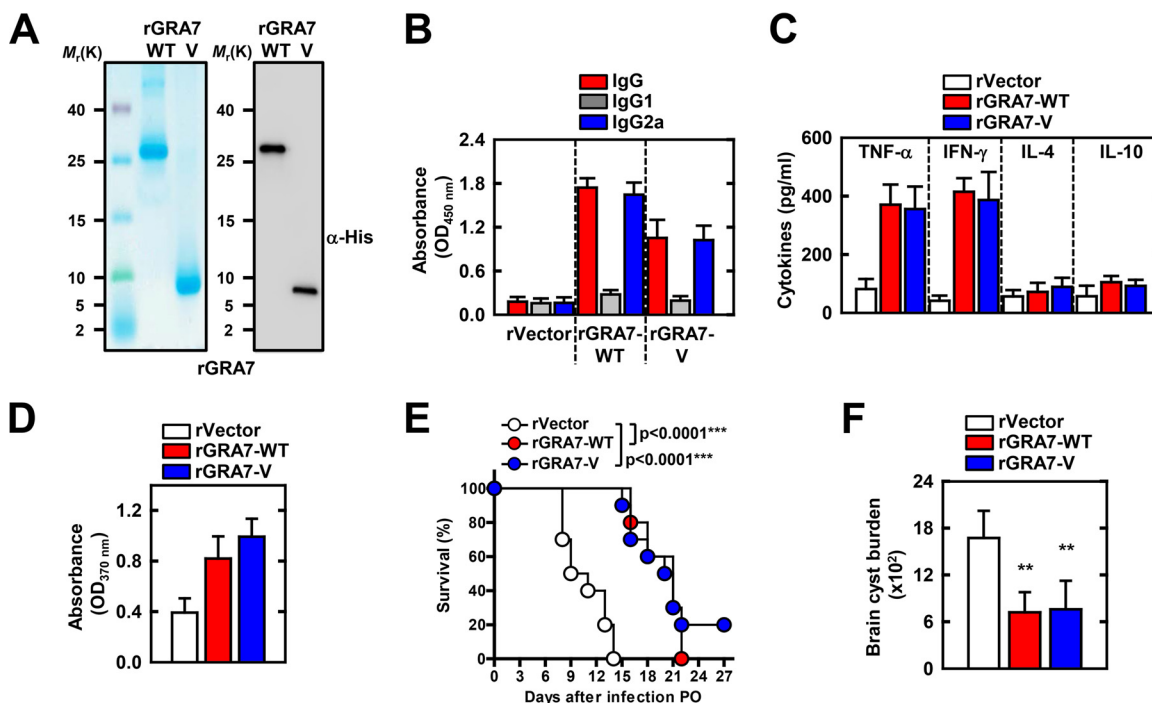 A
rGRA7
WT V
Mr(K)
40
25
15
10
5
2
rGRA7
WT V
Mr(K)
40
25
15
10
5
2
α-His
rGRA7
B
IgG
IgG1
IgG2a
Absorbance
(OD450 nm)
2.4
1.8
1.2
0.6
0.0
rVector
rGRA7-
WT
rGRA7-
V
C
rVector
rGRA7-WT
rGRA7-V
Cytokines (pg/ml)
600
400
200
0
TNF-α IFN-γ IL-4 IL-10
D
rVector
rGRA7-WT
rGRA7-V
Absorbance
(OD370 nm)
1.2
0.8
0.4
0.0
E
rVector
rGRA7-WT
rGRA7-V
p<0.0001***
p<0.0001***
Survival (%)
100
80
60
40
20
0
0 3 6 9 12 15 18 21 24 27
Days after infection PO
F
rVector
rGRA7-WT
rGRA7-V
Brain cyst burden
(x10²)
24
18
12
6
0
**
**